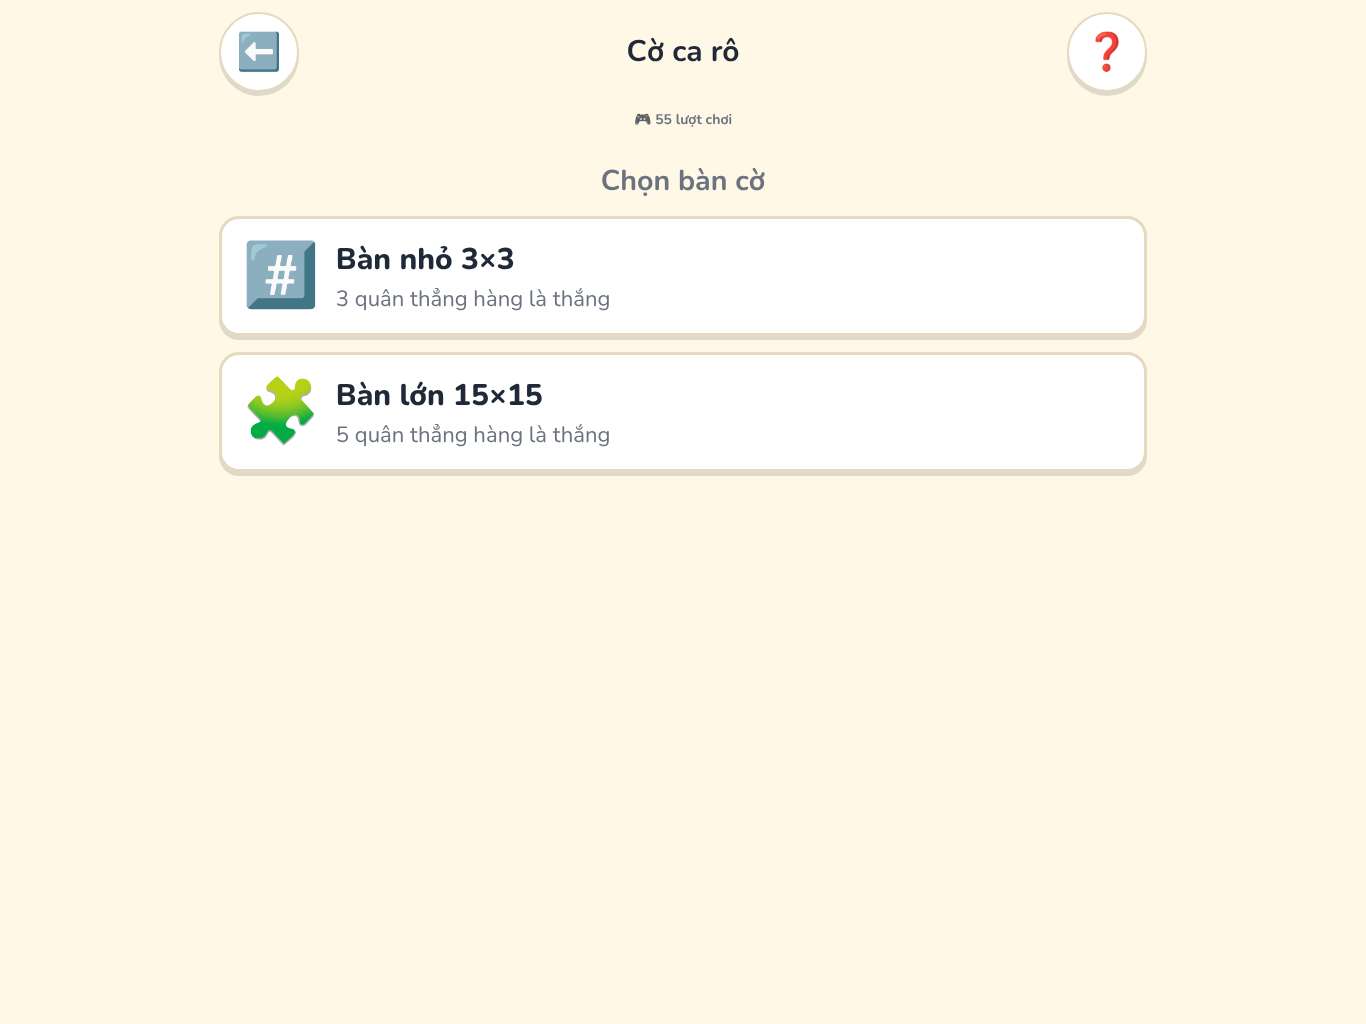 Cờ ca rô
🎮 55 lượt chơi
Chọn bàn cờ
Bàn nhỏ 3×3
3 quân thẳng hàng là thắng
Bàn lớn 15×15
5 quân thẳng hàng là thắng